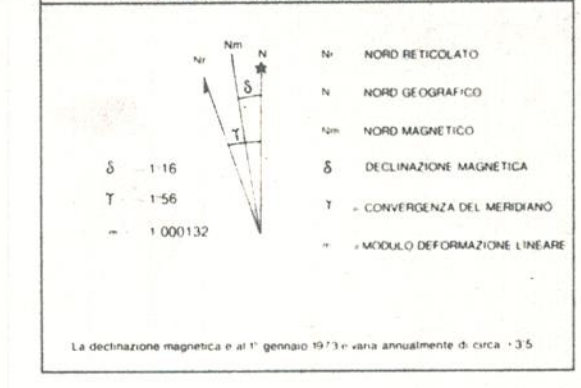 Nm
N
Nr
δ
γ
δ 1 16
γ 1 56
m 1 000132
Nr NORD RETICOLATO
N NORD GEOGRAFICO
Nm NORD MAGNETICO
δ DECLINAZIONE MAGNETICA
γ = CONVERGENZA DEL MERIDIANO
m = MODULO DEFORMAZIONE LINEARE
La declinazione magnetica e al 1° gennaio 1973 e varia annualmente di circa + 3 5